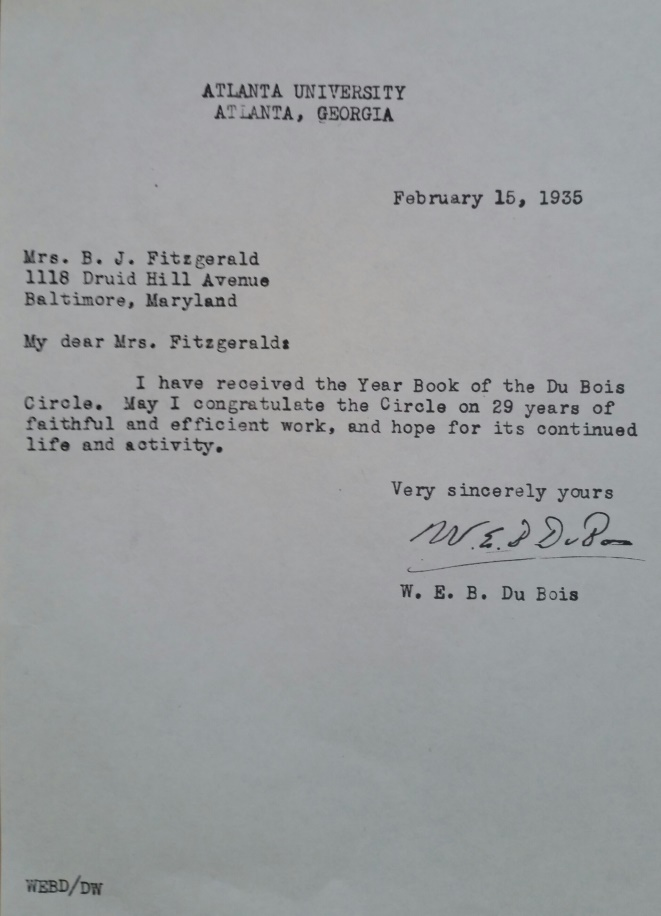 ATLANTA UNIVERSITY
ATLANTA, GEORGIA
February 15, 1935
Mrs. B. J. Fitzgerald
1118 Druid Hill Avenue
Baltimore, Maryland
My dear Mrs. Fitzgerald:
I have received the Year Book of the Du Bois
Circle. May I congratulate the Circle on 29 years of
faithful and efficient work, and hope for its continued
life and activity.
Very sincerely yours
W. E. B Du Bois
W. E. B. Du Bois
WEBD/DW